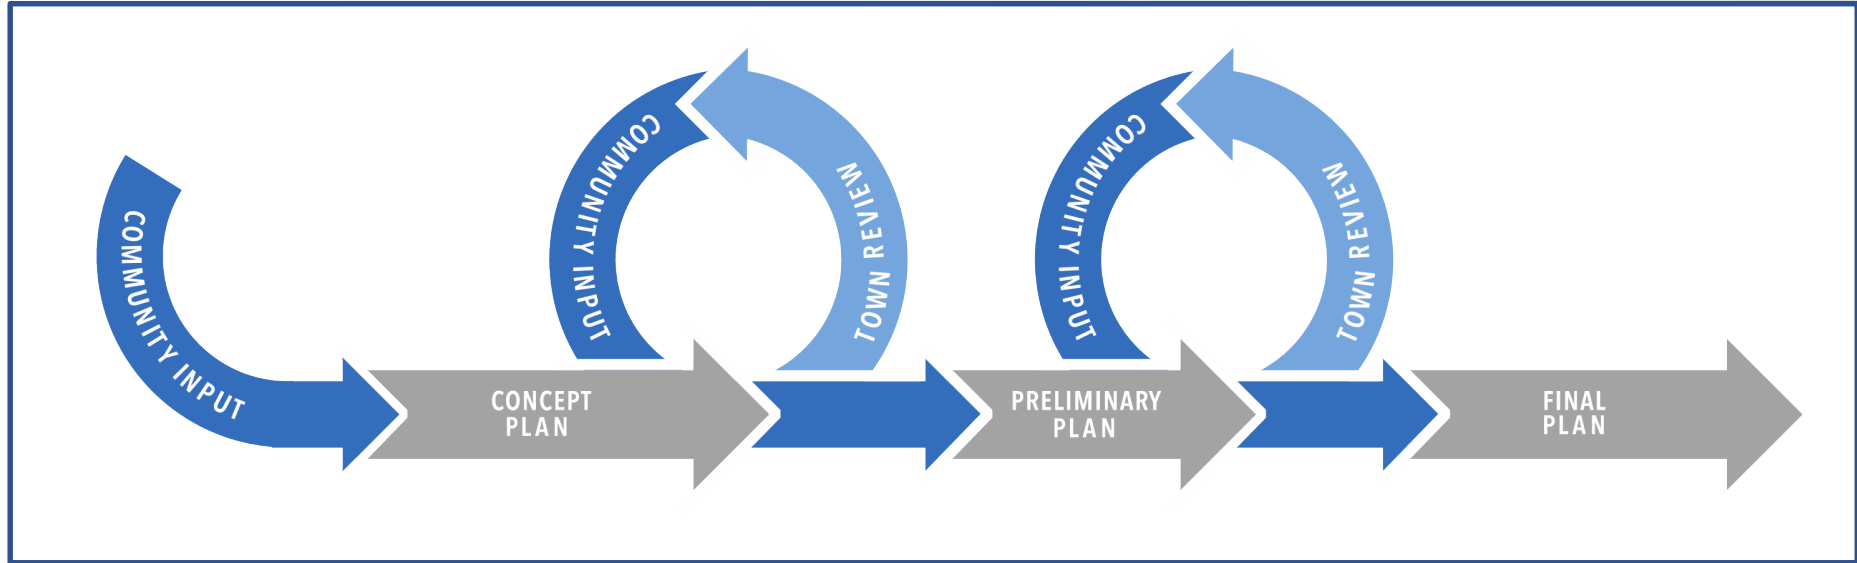 COMMUNITY INPUT
CONCEPT
PLAN
TOWN REVIEW
COMMUNITY INPUT
PRELIMINARY
PLAN
TOWN REVIEW
COMMUNITY INPUT
FINAL
PLAN